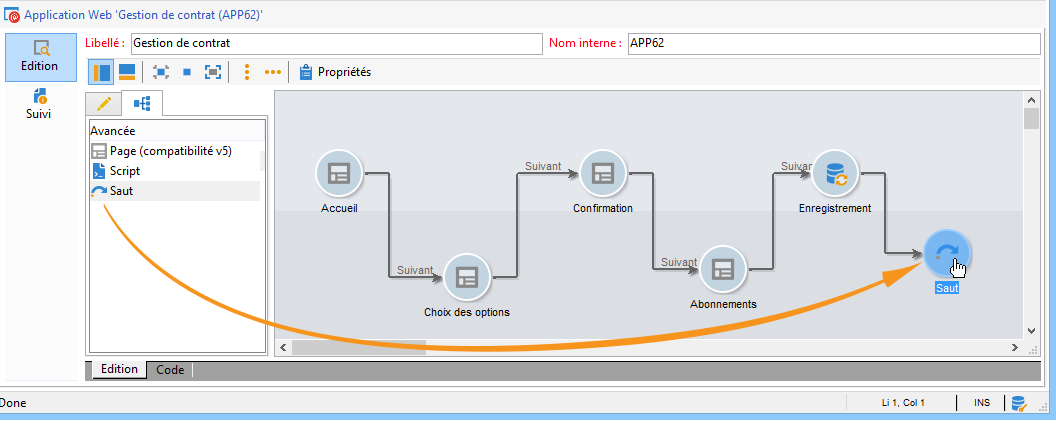 Application Web 'Gestion de contrat (APP62)'
Libellé : Gestion de contrat Nom interne : APP62
Edition
Suivi
Propriétés
Avancée
Page (compatibilité v5)
Script
Saut
Accueil
Suivant
Choix des options
Suivant
Confirmation
Suivant
Abonnements
Suivar
Enregistrement
Saut
Edition Code
Done Li 1, Col 1 INS